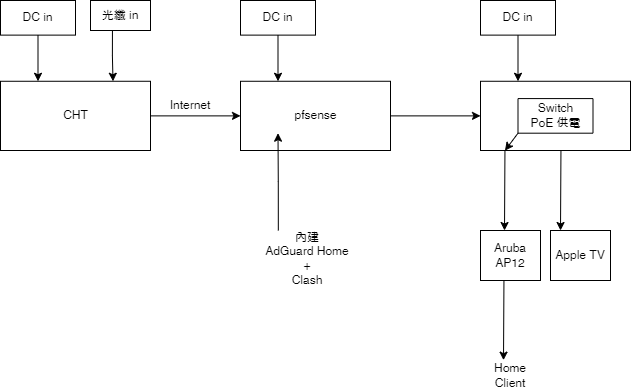 DC in
光纖 in
DC in
DC in
CHT
Internet
pfsense
Switch
PoE 供電
內建
AdGuard Home
+
Clash
Aruba
AP12
Apple TV
Home
Client